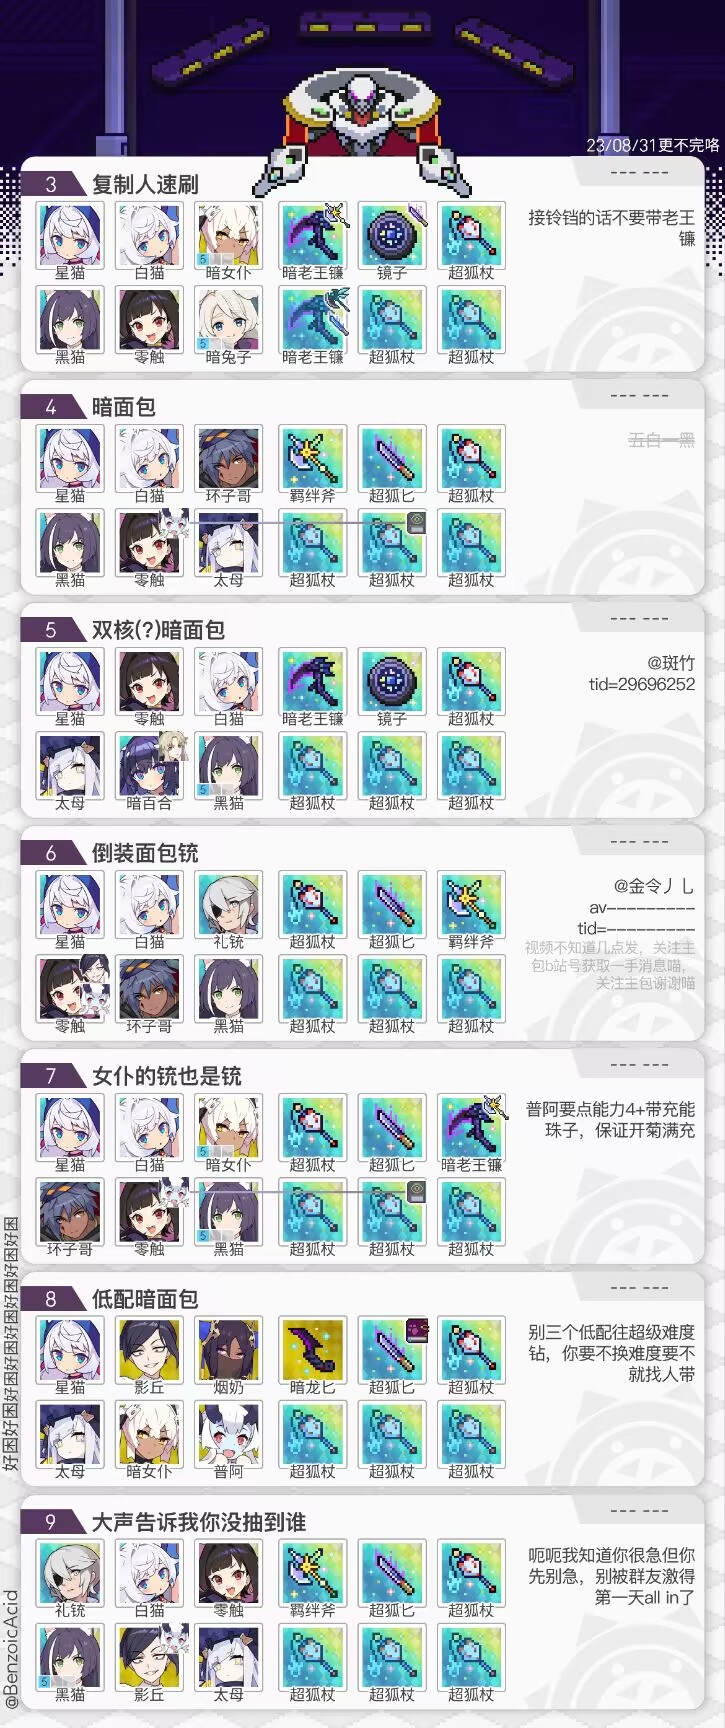 23/08/31更不完咯
3 复制人速刷
--- ---
接铃铛的话不要带老王
镰
星猫 白猫 暗女仆 暗老王镰 镜子 超狐杖
5
黑猫 零触 暗兔子 暗老王镰 超狐杖 超狐杖
5
4 暗面包
--- ---
五白一黑
星猫 白猫 环子哥 羁绊斧 超狐匕 超狐杖
黑猫 零触 太母 超狐杖 超狐杖 超狐杖
5 双核(?)暗面包
--- ---
@斑竹
tid=29696252
星猫 零触 白猫 暗老王镰 镜子 超狐杖
太母 暗百合 黑猫 超狐杖 超狐杖 超狐杖
5
6 倒装面包铳
--- ---
@金令丿乚
av---------
tid=---------
视频不知道几点发，关注主
包b站号获取一手消息喵，
关注主包谢谢喵
星猫 白猫 礼铳 超狐杖 超狐匕 羁绊斧
零触 环子哥 黑猫 超狐杖 超狐杖 超狐杖
7 女仆的铳也是铳
--- ---
普阿要点能力4+带充能
珠子，保证开菊满充
星猫 白猫 暗女仆 超狐杖 超狐匕 暗老王镰
5
环子哥 零触 黑猫 超狐杖 超狐杖 超狐杖
5
8 低配暗面包
--- ---
别三个低配往超级难度
钻，你要不换难度要不
就找人带
星猫 影丘 烟奶 暗龙匕 超狐匕 超狐杖
太母 暗女仆 普阿 超狐杖 超狐杖 超狐杖
9 大声告诉我你没抽到谁
--- ---
呃呃我知道你很急但你
先别急，别被群友激得
第一天all in了
礼铳 白猫 零触 羁绊斧 超狐匕 超狐杖
黑猫 影丘 太母 超狐杖 超狐杖 超狐杖
5
好困好困好困好困好困好困好困好困
@BenzoicAcid